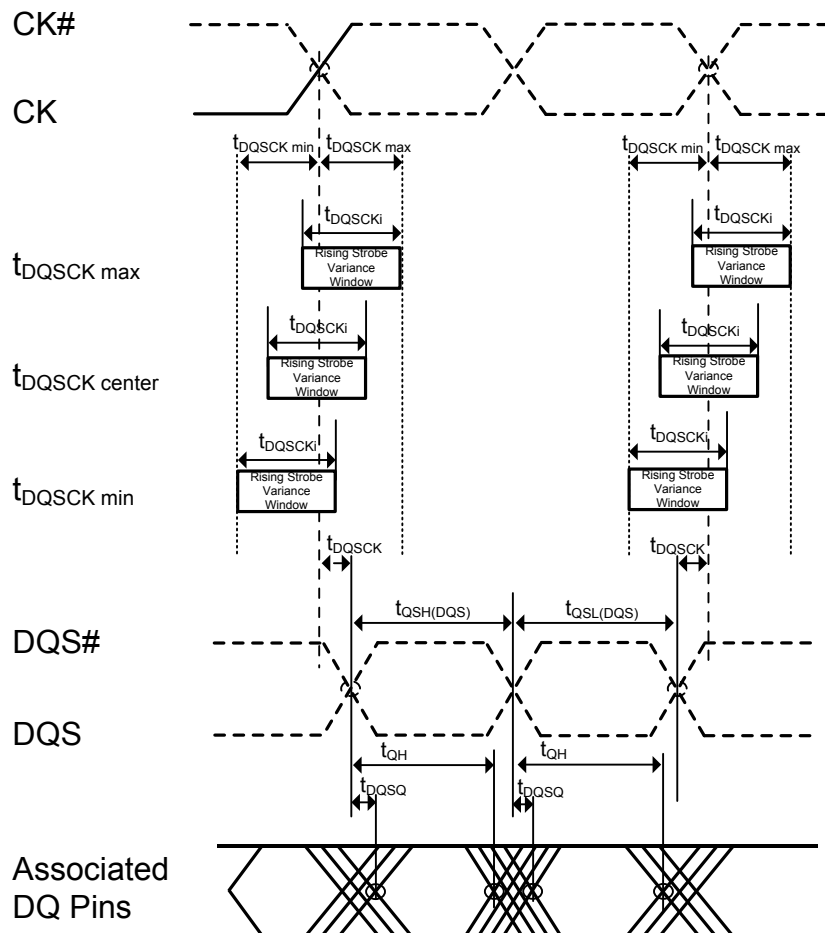 CK#
CK
tDQSCK min tDQSCK max tDQSCK min tDQSCK max
tDQSCKi tDQSCKi
tDQSCK max
Rising Strobe
Variance
Window
Rising Strobe
Variance
Window
tDQSCKi tDQSCKi
tDQSCK center
Rising Strobe
Variance
Window
Rising Strobe
Variance
Window
tDQSCKi tDQSCKi
tDQSCK min
Rising Strobe
Variance
Window
Rising Strobe
Variance
Window
tDQSCK tDQSCK
tQSH(DQS) tQSL(DQS)
DQS#
DQS
tQH tQH
tDQSQ tDQSQ
Associated
DQ Pins